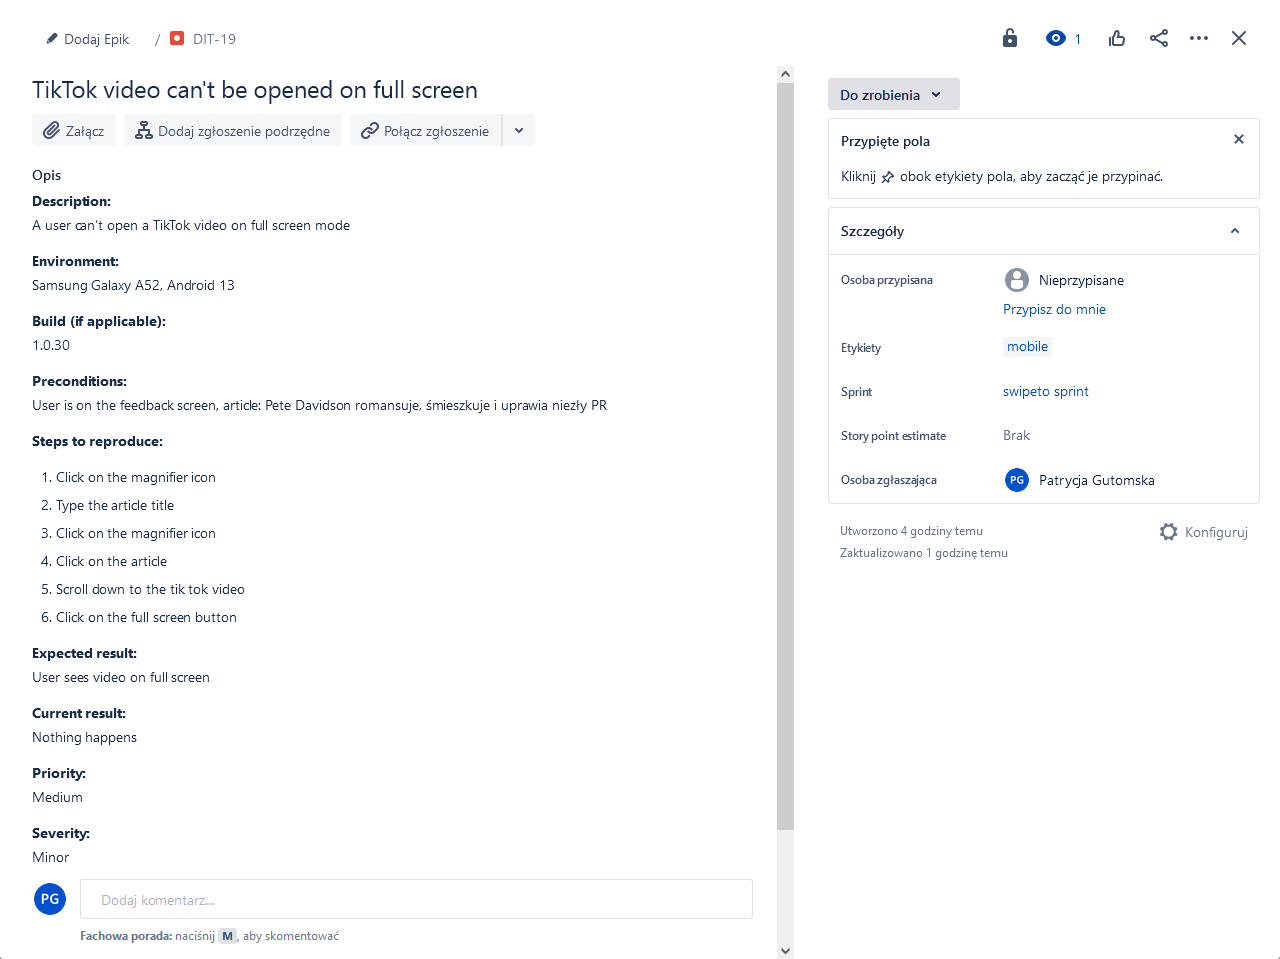 Dodaj Epik / DIT-19
1
TikTok video can't be opened on full screen
Załącz
Dodaj zgłoszenie podrzędne
Połącz zgłoszenie
Opis
Description:
A user can't open a TikTok video on full screen mode
Environment:
Samsung Galaxy A52, Android 13
Build (if applicable):
1.0.30
Preconditions:
User is on the feedback screen, article: Pete Davidson romansuje, śmieszkuje i uprawia niezły PR
Steps to reproduce:
1. Click on the magnifier icon
2. Type the article title
3. Click on the magnifier icon
4. Click on the article
5. Scroll down to the tik tok video
6. Click on the full screen button
Expected result:
User sees video on full screen
Current result:
Nothing happens
Priority:
Medium
Severity:
Minor
PG
Dodaj komentarz...
Fachowa porada: naciśnij M, aby skomentować
Do zrobienia
Przypięte pola
Kliknij obok etykiety pola, aby zacząć je przypinać.
Szczegóły
Osoba przypisana
Nieprzypisane
Przypisz do mnie
Etykiety
mobile
Sprint
swipeto sprint
Story point estimate
Brak
Osoba zgłaszająca
PG
Patrycja Gutomska
Utworzono 4 godziny temu
Konfiguruj
Zaktualizowano 1 godzinę temu